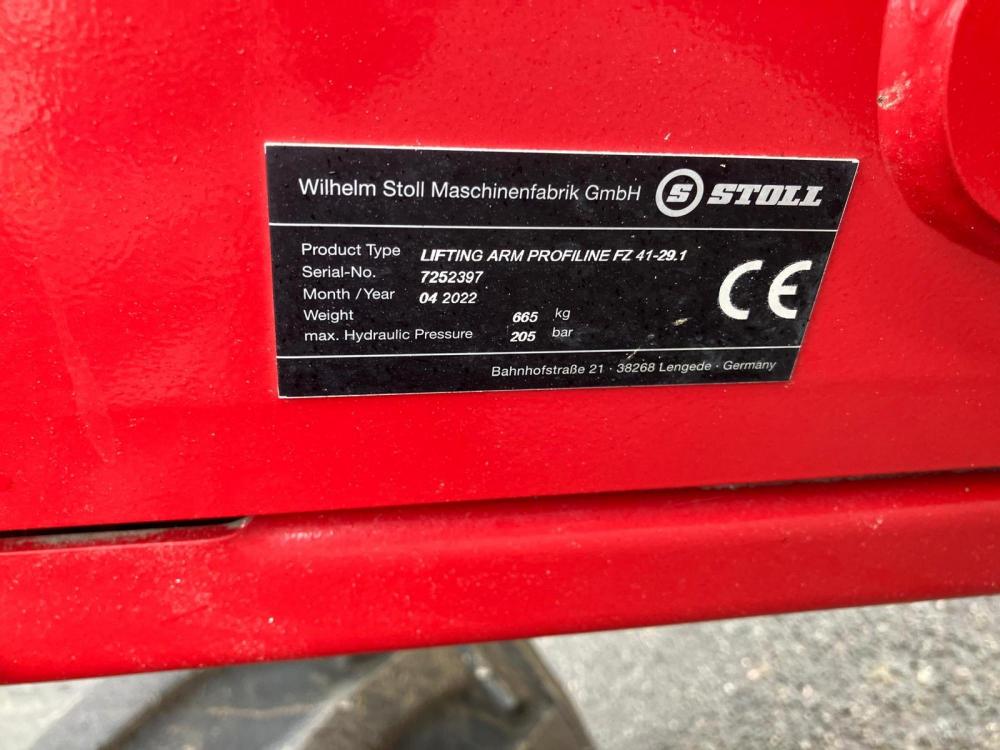 Wilhelm Stoll Maschinenfabrik GmbH S STOLL
Product Type LIFTING ARM PROFILINE FZ 41-29.1
Serial-No. 7252397
Month / Year 04 2022
Weight 665 kg
max. Hydraulic Pressure 205 bar
CE
Bahnhofstraße 21 · 38268 Lengede · Germany